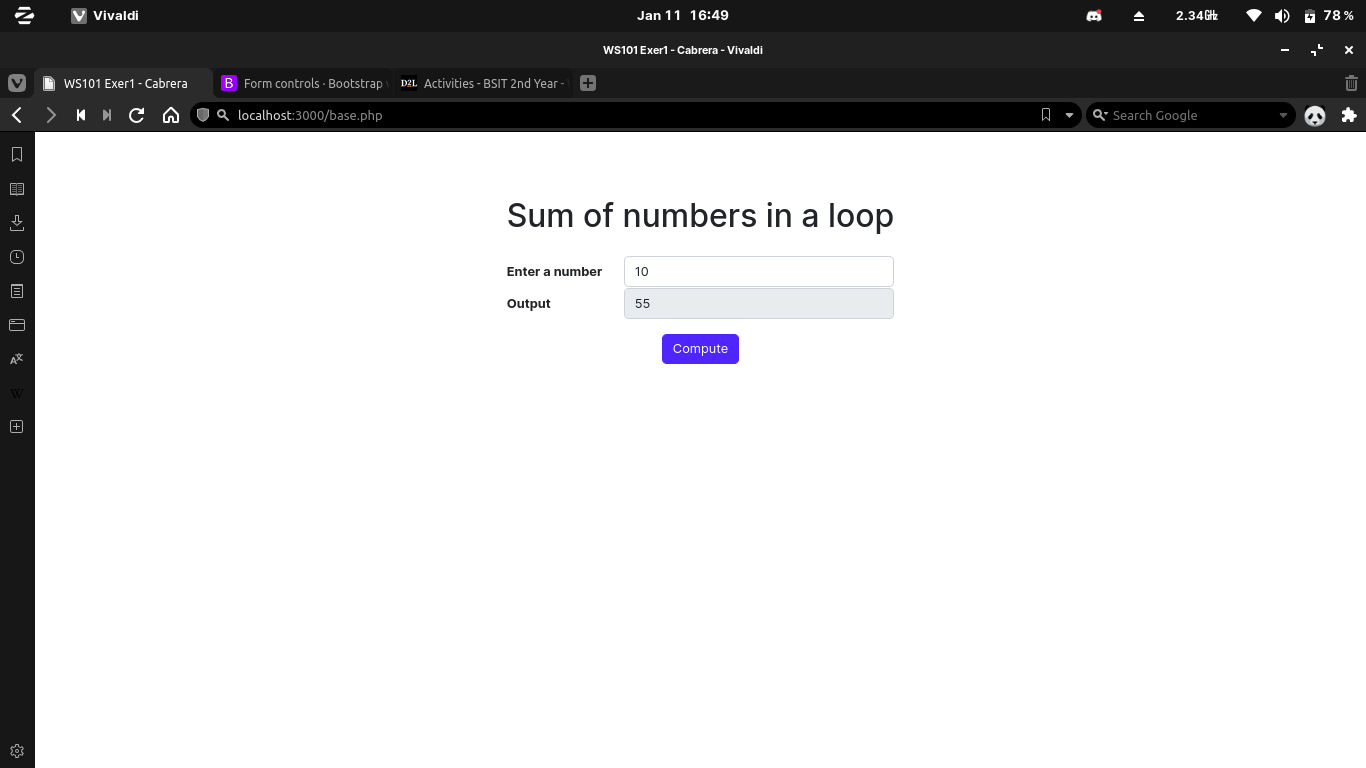 Vivaldi
Jan 11 16:49
2.34GHz
78 %
WS101 Exer1 - Cabrera - Vivaldi
WS101 Exer1 - Cabrera
B
Form controls · Bootstrap
D2L
Activities - BSIT 2nd Year -
localhost:3000/base.php
Search Google
Sum of numbers in a loop
Enter a number
10
Output
55
Compute
W